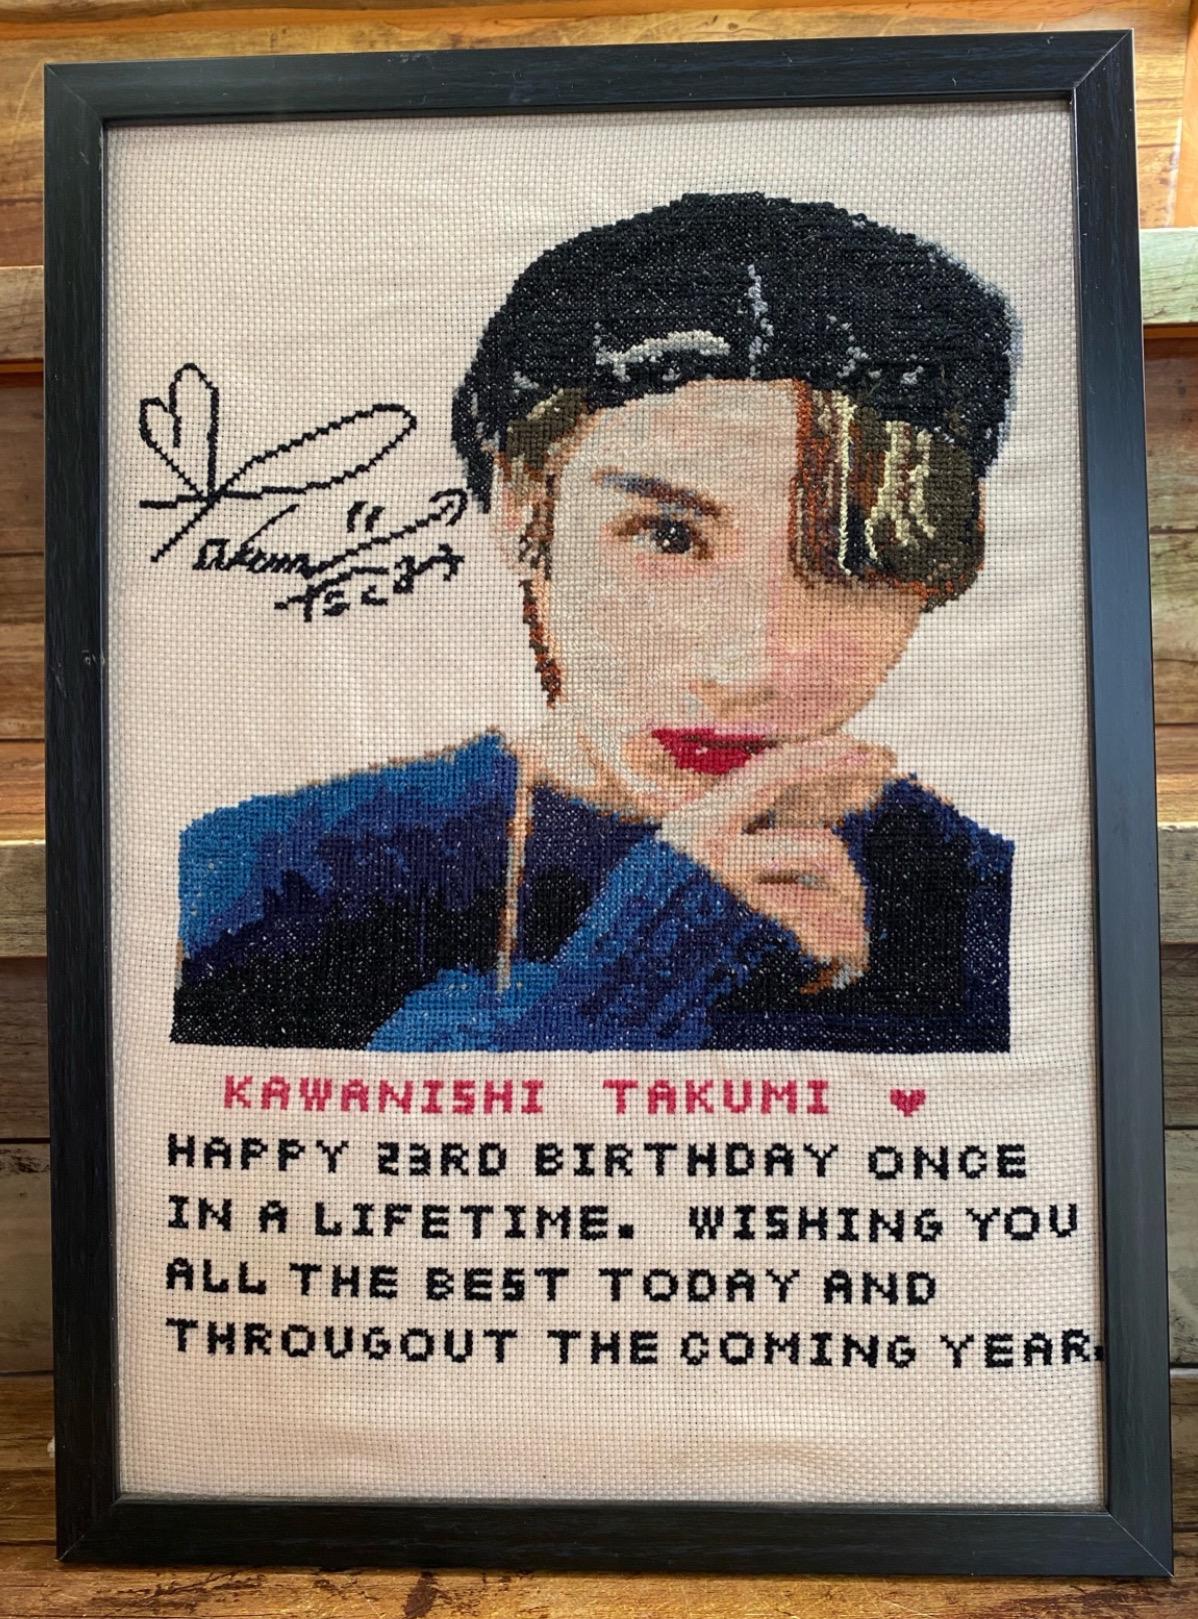 KAWANISHI TAKUMI ♥
HAPPY 23RD BIRTHDAY ONCE
IN A LIFETIME. WISHING YOU
ALL THE BEST TODAY AND
THROUGOUT THE COMING YEAR.